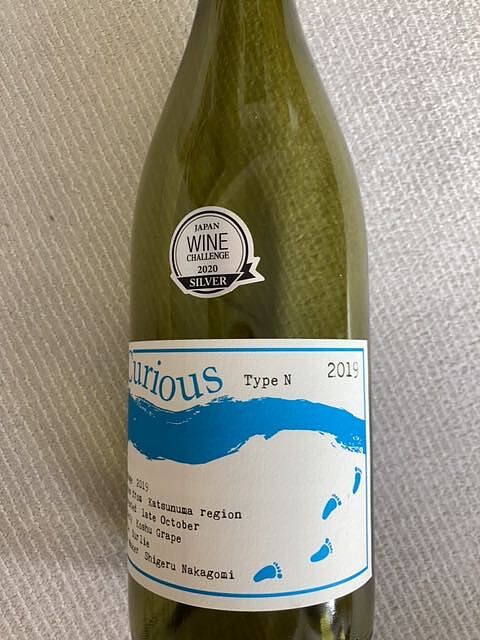 JAPAN
WINE
CHALLENGE
2020
SILVER
Curious Type N 2019
2019
from Katsunuma region
late October
Koshu Grape
Shigeru Nakagomi